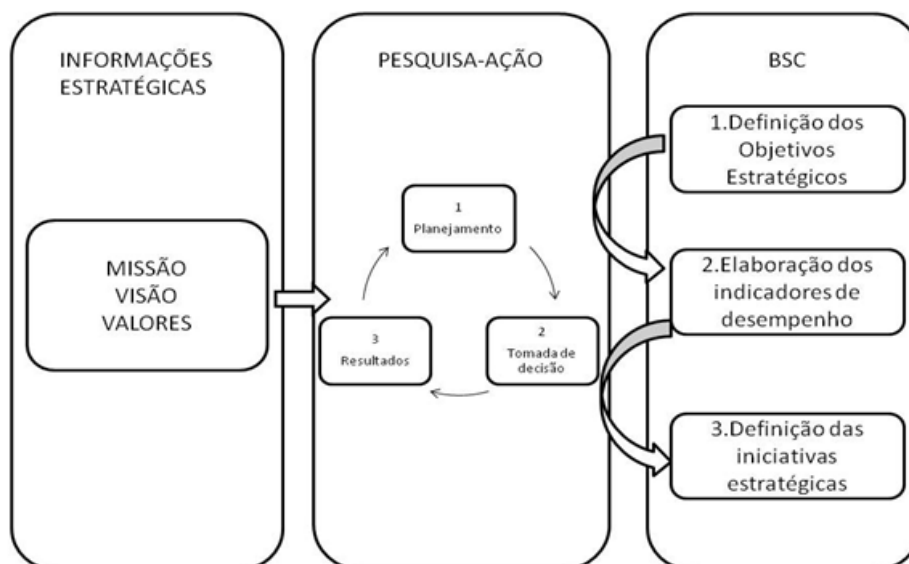 INFORMAÇÕES
ESTRATÉGICAS
MISSÃO
VISÃO
VALORES
PESQUISA-AÇÃO
1
Planejamento
2
Tomada de
decisão
3
Resultados
BSC
1.Definição dos
Objetivos
Estratégicos
2.Elaboração dos
indicadores de
desempenho
3.Definição das
iniciativas
estratégicas